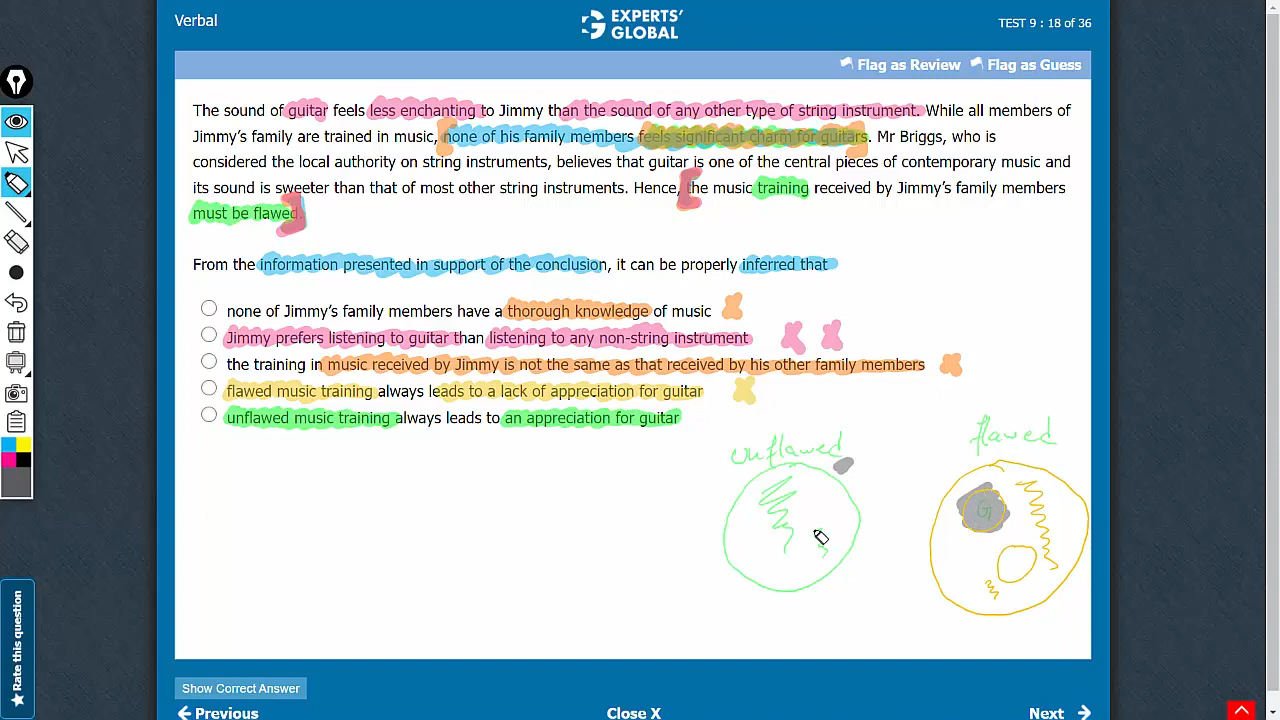 Verbal
EXPERTS'
GLOBAL
TEST 9 : 18 of 36
Flag as Review
Flag as Guess
The sound of guitar feels less enchanting to Jimmy than the sound of any other type of string instrument. While all members of
Jimmy's family are trained in music, none of his family members feels significant charm for guitars. Mr Briggs, who is
considered the local authority on string instruments, believes that guitar is one of the central pieces of contemporary music and
its sound is sweeter than that of most other string instruments. Hence, the music training received by Jimmy's family members
must be flawed.
From the information presented in support of the conclusion, it can be properly inferred that
none of Jimmy's family members have a thorough knowledge of music
Jimmy prefers listening to guitar than listening to any non-string instrument
the training in music received by Jimmy is not the same as that received by his other family members
flawed music training always leads to a lack of appreciation for guitar
unflawed music training always leads to an appreciation for guitar
unflawed
flawed
G
Rate this question
Show Correct Answer
Previous
Close X
Next